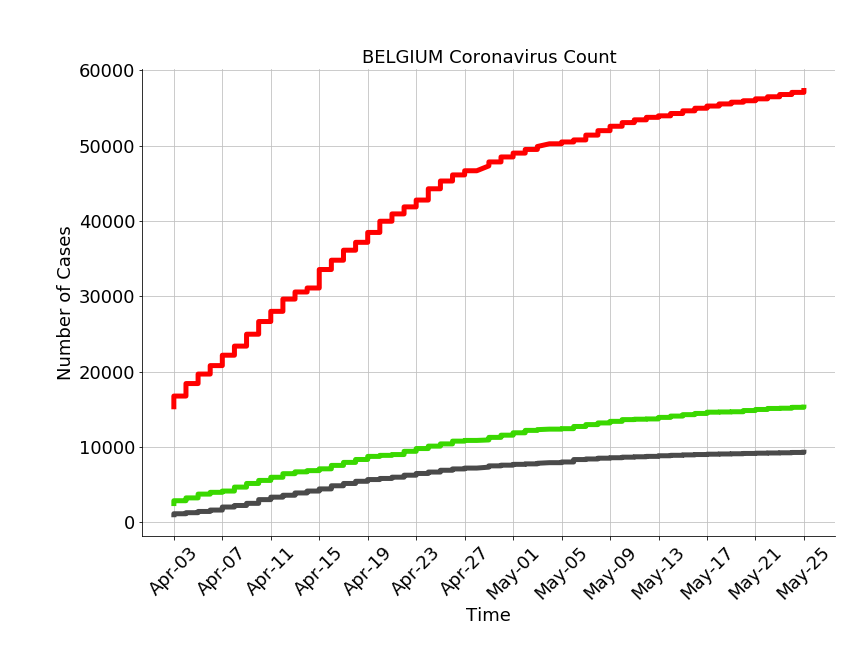 BELGIUM Coronavirus Count
60000
50000
40000
30000
20000
10000
0
Number of Cases
Apr-03
Apr-07
Apr-11
Apr-15
Apr-19
Apr-23
Apr-27
May-01
May-05
May-09
May-13
May-17
May-21
May-25
Time